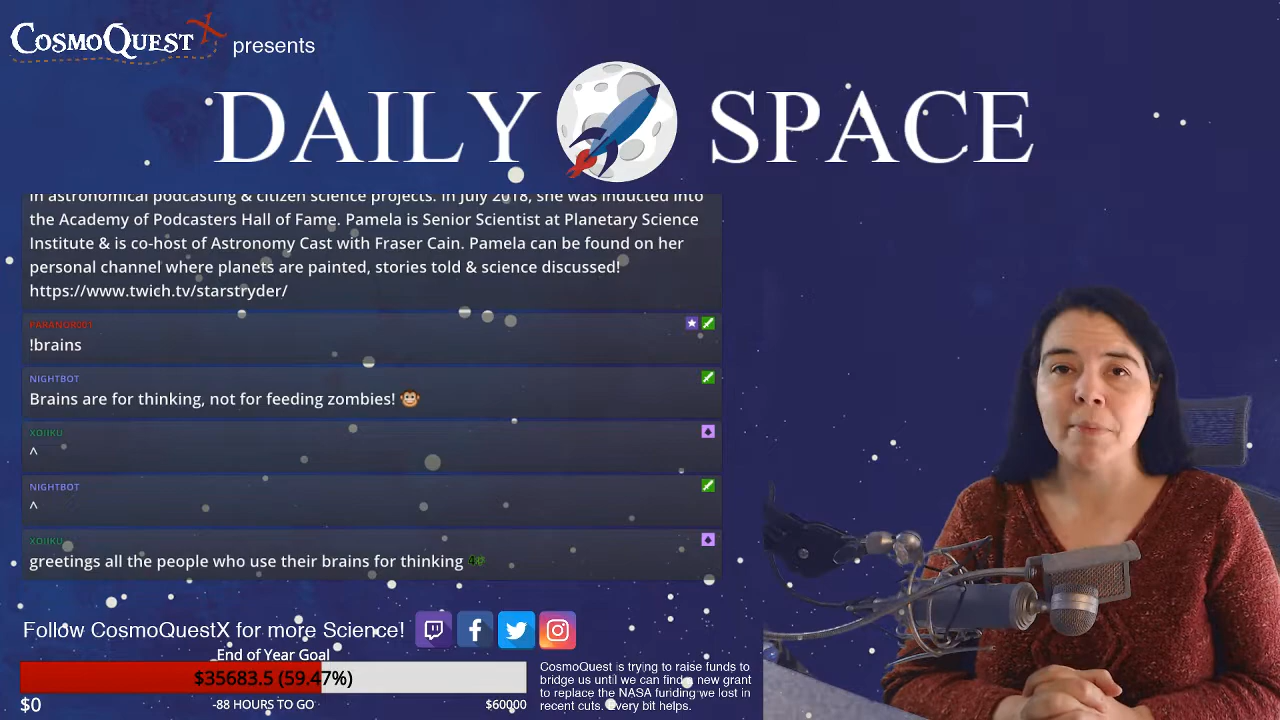 CosmoQuest X presents
DAILY SPACE
in astronomical podcasting & citizen science projects. In July 2018, she was inducted into
the Academy of Podcasters Hall of Fame. Pamela is Senior Scientist at Planetary Science
Institute & is co-host of Astronomy Cast with Fraser Cain. Pamela can be found on her
personal channel where planets are painted, stories told & science discussed!
https://www.twich.tv/starstryder/
PARANOR001
!brains
NIGHTBOT
Brains are for thinking, not for feeding zombies! 🐵
XOIIKU
^
NIGHTBOT
^
XOIIKU
greetings all the people who use their brains for thinking
Follow CosmoQuestX for more Science!
End of Year Goal
$35683.5 (59.47%)
$0
-88 HOURS TO GO
$60000
CosmoQuest is trying to raise funds to
bridge us until we can find a new grant
to replace the NASA funding we lost in
recent cuts. Every bit helps.